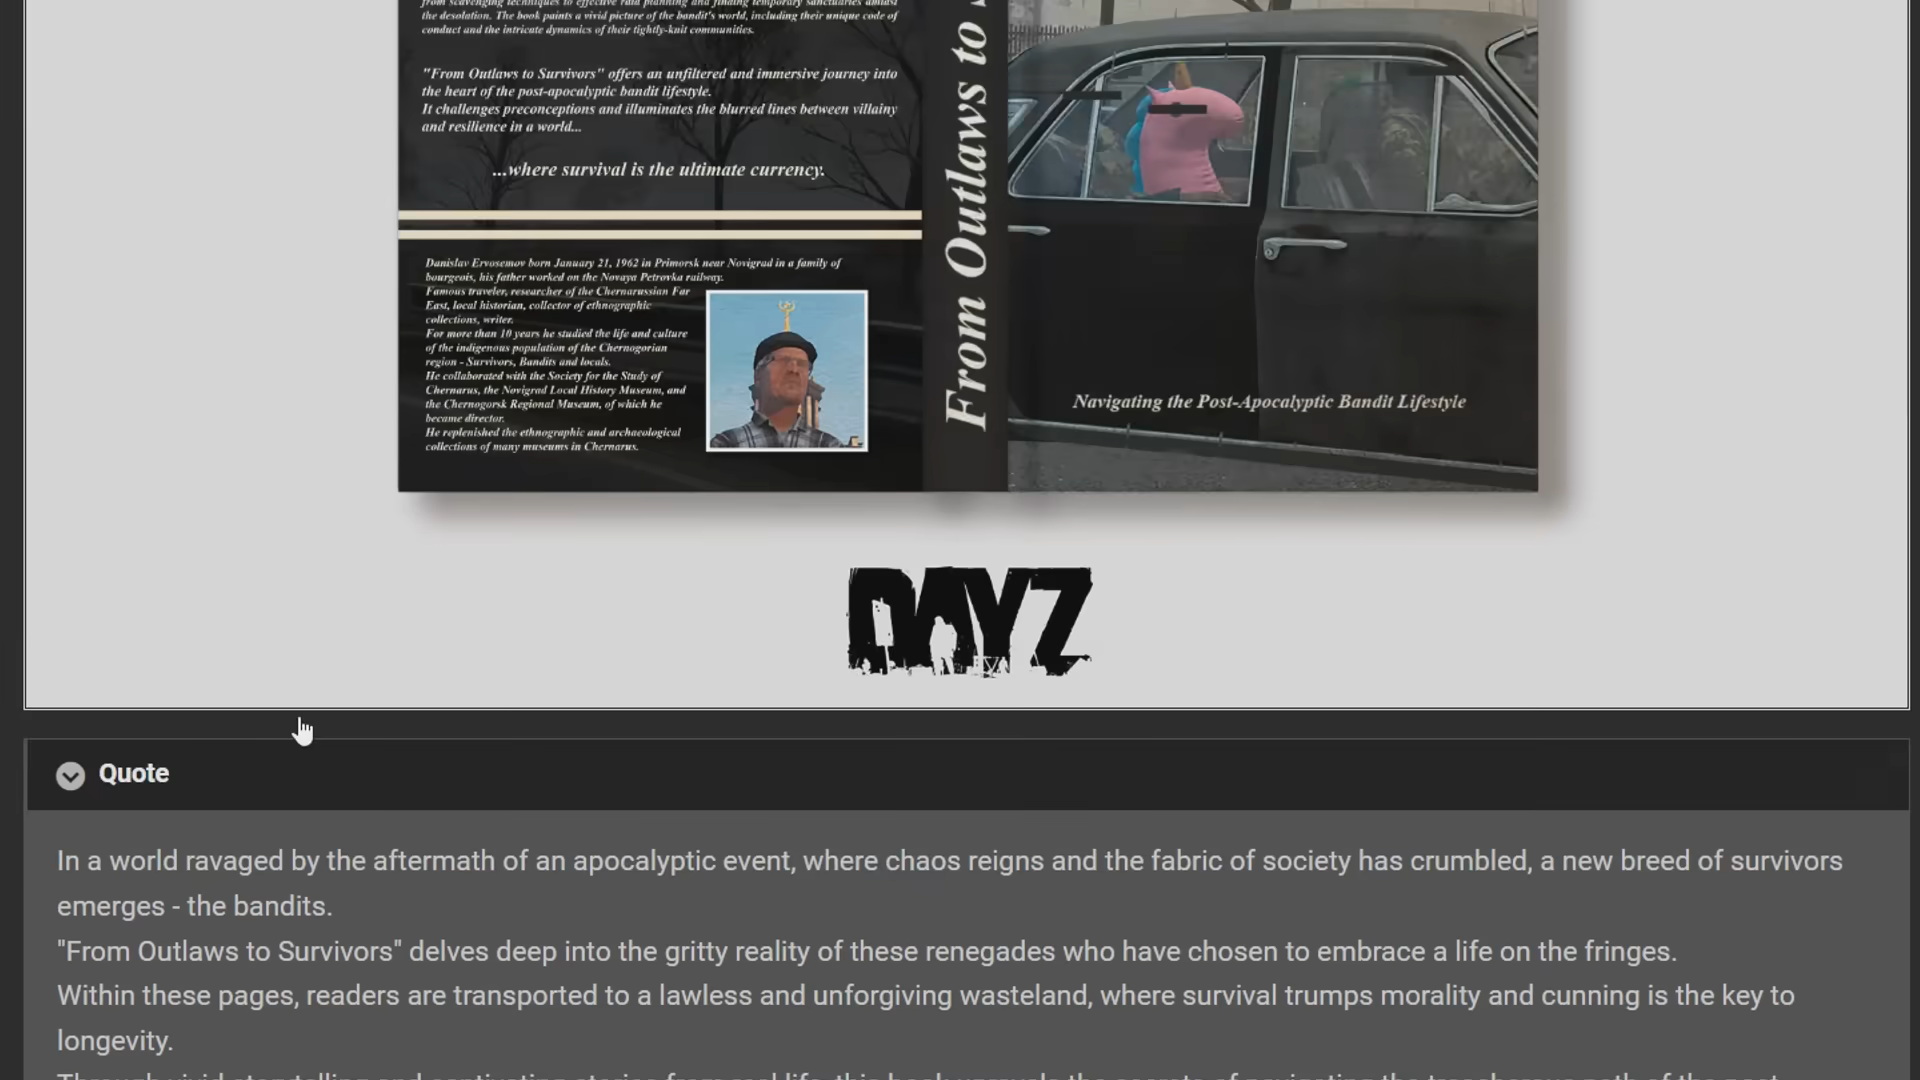 from scavenging techniques to effective raid planning and finding temporary sanctuaries amidst
the desolation. The book paints a vivid picture of the bandit's world, including their unique code of
conduct and the intricate dynamics of their tightly-knit communities.
"From Outlaws to Survivors" offers an unfiltered and immersive journey into
the heart of the post-apocalyptic bandit lifestyle.
It challenges preconceptions and illuminates the blurred lines between villainy
and resilience in a world...
...where survival is the ultimate currency.
Danislav Ervosemov born January 21, 1962 in Primorsk near Novigrad in a family of
bourgeois, his father worked on the Novaya Petrovka railway.
Famous traveler, researcher of the Chernarussian Far
East, local historian, collector of ethnographic
collections, writer.
For more than 10 years he studied the life and culture
of the indigenous population of the Chernogorian
region - Survivors, Bandits and locals.
He collaborated with the Society for the Study of
Chernarus, the Novigrad Local History Museum, and
the Chernogorsk Regional Museum, of which he
became director.
He replenished the ethnographic and archaeological
collections of many museums in Chernarus.
From Outlaws to
Navigating the Post-Apocalyptic Bandit Lifestyle
DAYZ
Quote
In a world ravaged by the aftermath of an apocalyptic event, where chaos reigns and the fabric of society has crumbled, a new breed of survivors
emerges - the bandits.
"From Outlaws to Survivors" delves deep into the gritty reality of these renegades who have chosen to embrace a life on the fringes.
Within these pages, readers are transported to a lawless and unforgiving wasteland, where survival trumps morality and cunning is the key to
longevity.